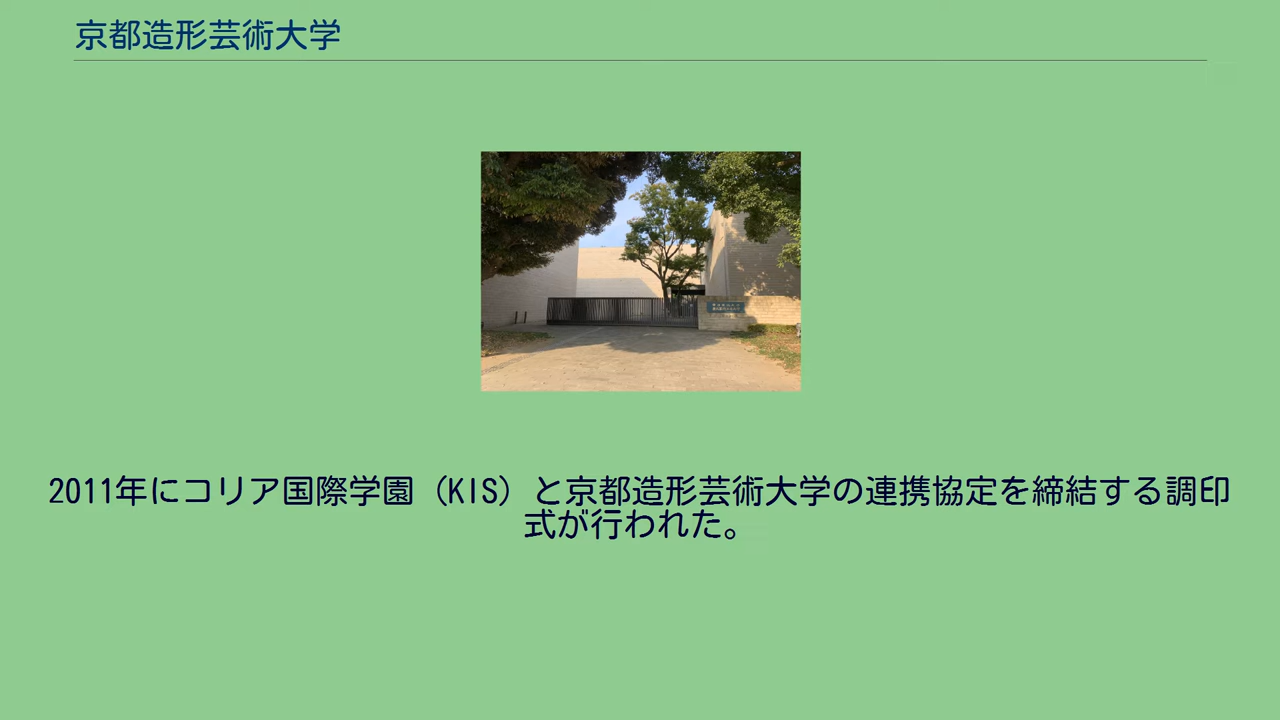 京都造形芸術大学
2011年にコリア国際学園（KIS）と京都造形芸術大学の連携協定を締結する調印
式が行われた。